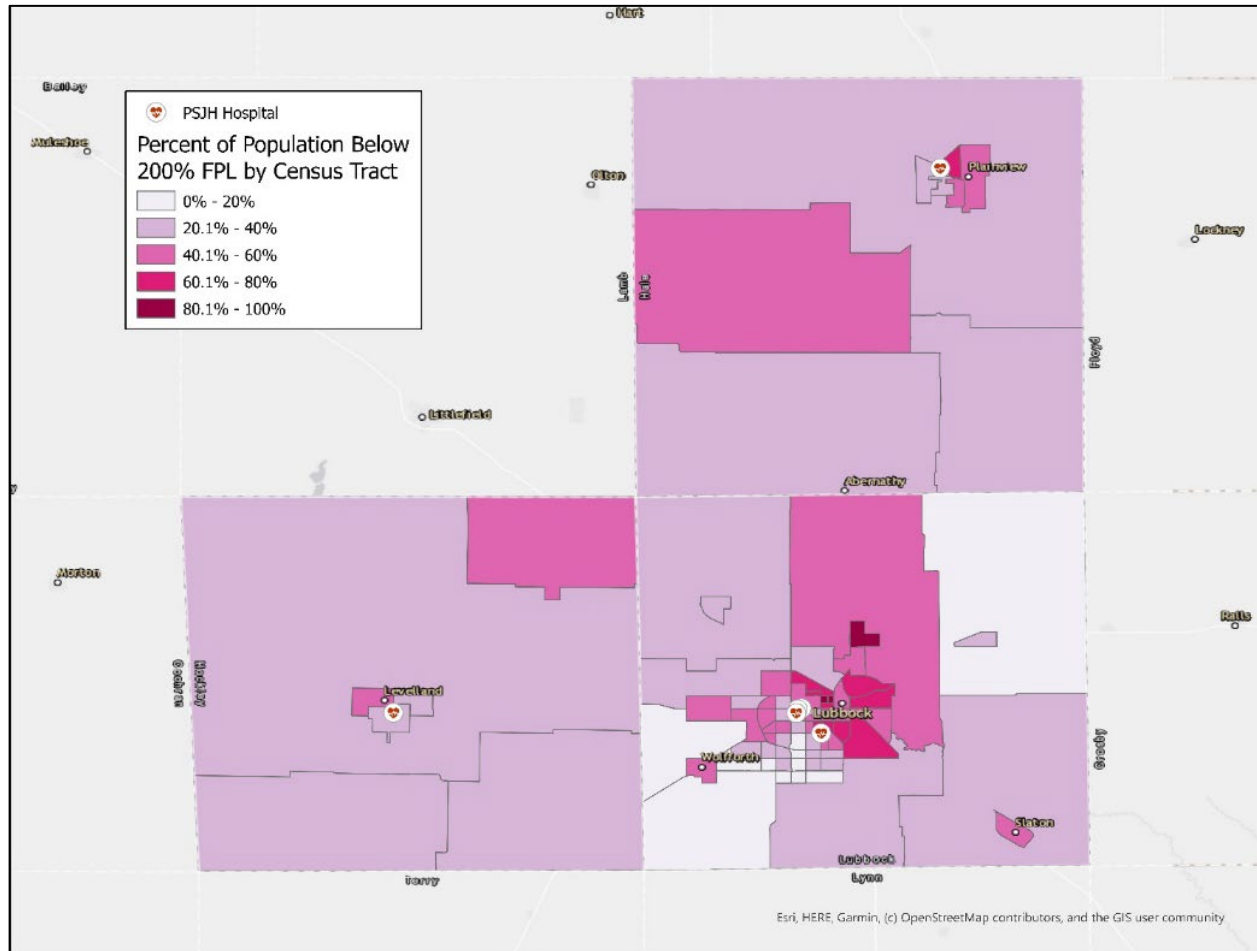 Hart
Bailey
Muleshoe
PSJH Hospital
Percent of Population Below
200% FPL by Census Tract
0% - 20%
20.1% - 40%
40.1% - 60%
60.1% - 80%
80.1% - 100%
Olton
Plainview
Lockney
Lamb
Hale
Floyd
Littlefield
Abernathy
Morton
Ralls
Cochran
Hockley
Levelland
Lubbock
Wolfforth
Crosby
Slaton
Terry
Lubbock
Lynn
Esri, HERE, Garmin, (c) OpenStreetMap contributors, and the GIS user community